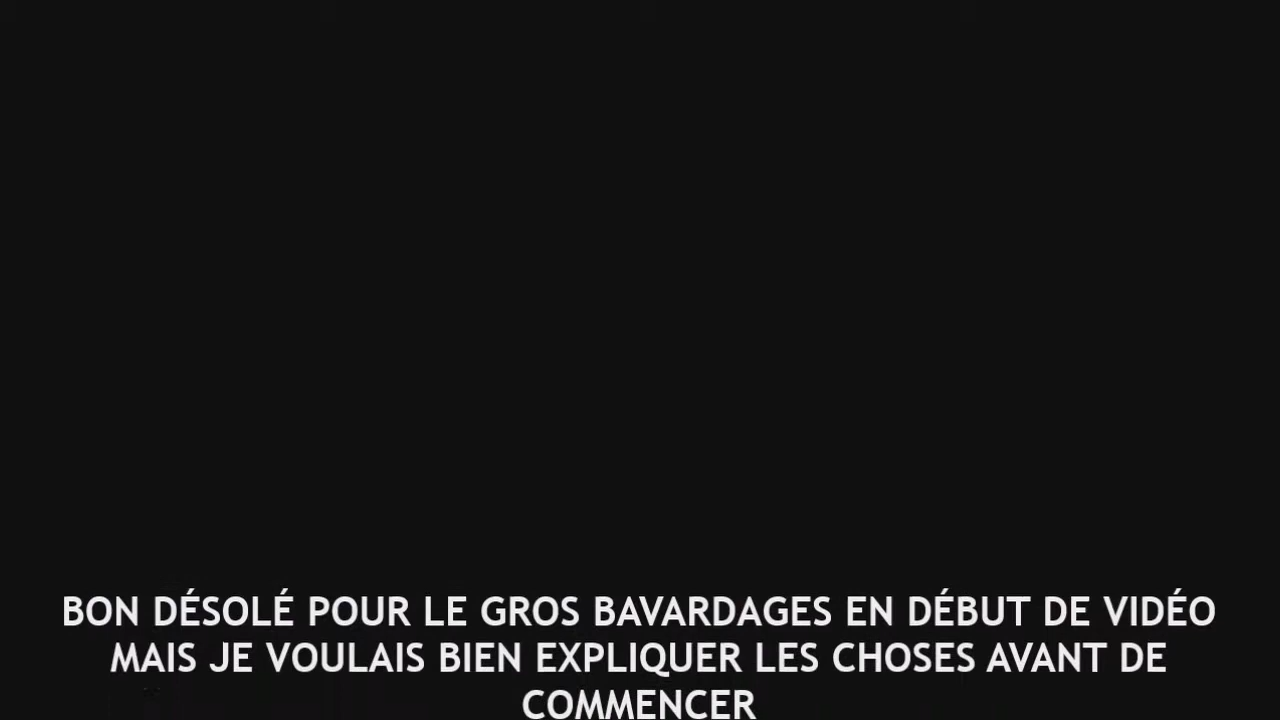 BON DÉSOLÉ POUR LE GROS BAVARDAGES EN DÉBUT DE VIDÉO
MAIS JE VOULAIS BIEN EXPLIQUER LES CHOSES AVANT DE
COMMENCER